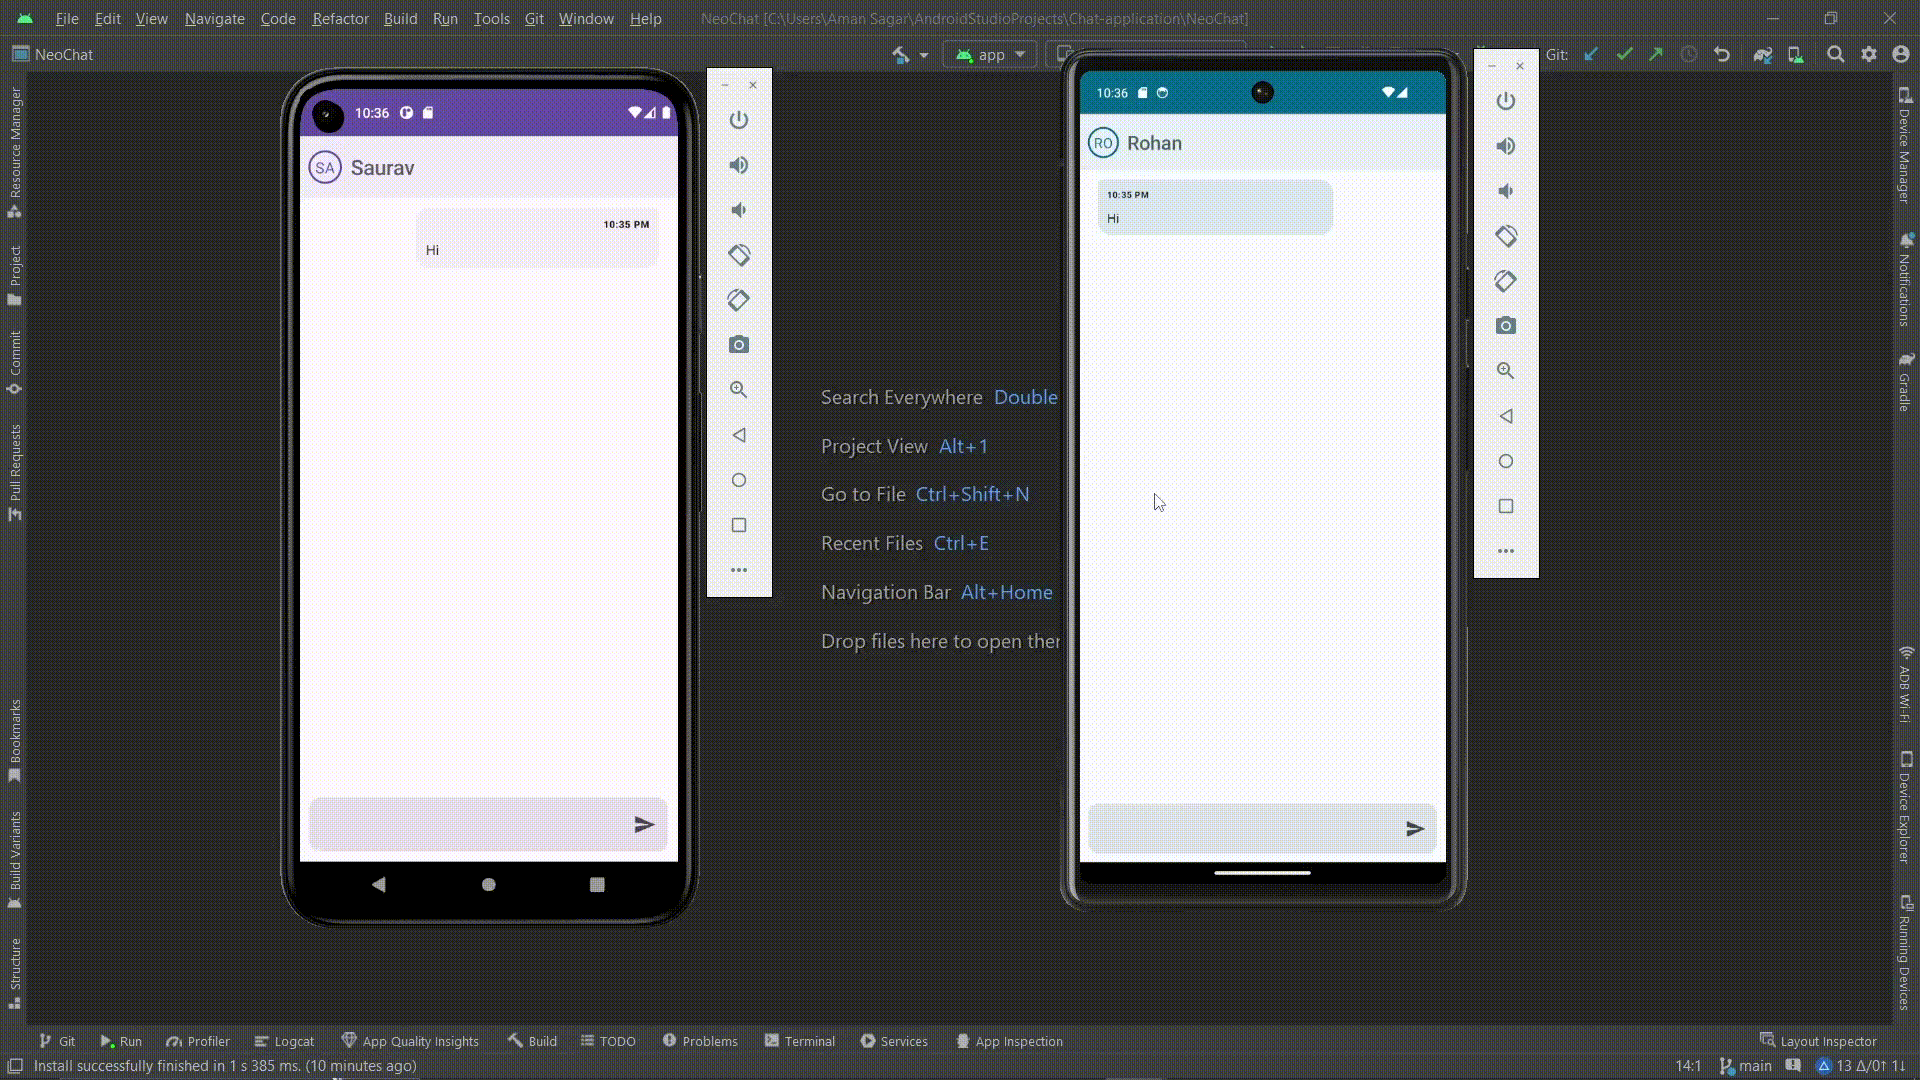 File Edit View Navigate Code Refactor Build Run Tools Git Window Help NeoChat [C:\Users\Aman Sagar\AndroidStudioProjects\Chat-application\NeoChat]
NeoChat
app
Git:
Resource Manager
Project
Commit
Pull Requests
Bookmarks
Build Variants
Structure
10:36
SA Saurav
10:35 PM
Hi
Search Everywhere Double
Project View Alt+1
Go to File Ctrl+Shift+N
Recent Files Ctrl+E
Navigation Bar Alt+Home
Drop files here to open ther
10:36
RO Rohan
10:35 PM
Hi
Device Manager
Notifications
Gradle
ADB Wi-Fi
Device Explorer
Running Devices
Git Run Profiler Logcat App Quality Insights Build TODO Problems Terminal Services App Inspection Layout Inspector
Install successfully finished in 1 s 385 ms. (10 minutes ago) 14:1 main 13 Δ/0↑ 1↓